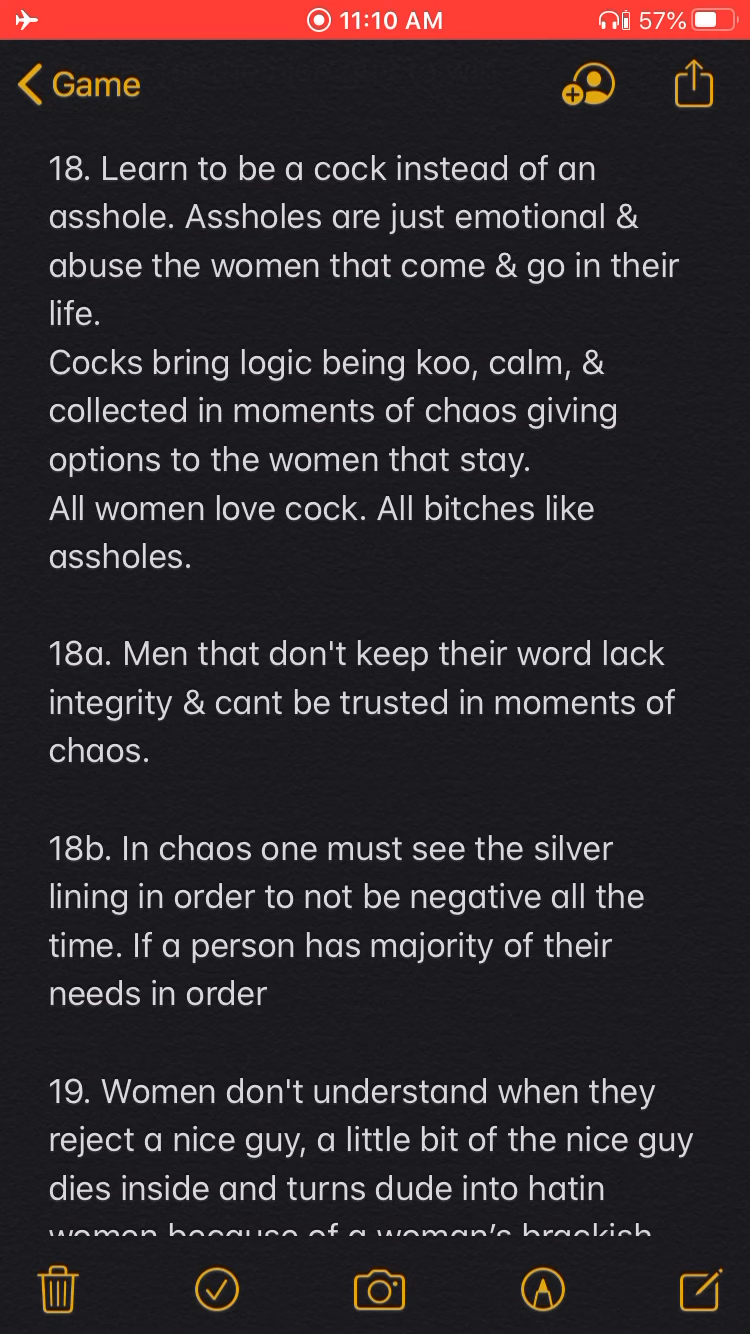 11:10 AM
57%
Game
18. Learn to be a cock instead of an
asshole. Assholes are just emotional &
abuse the women that come & go in their
life.
Cocks bring logic being koo, calm, &
collected in moments of chaos giving
options to the women that stay.
All women love cock. All bitches like
assholes.
18a. Men that don't keep their word lack
integrity & cant be trusted in moments of
chaos.
18b. In chaos one must see the silver
lining in order to not be negative all the
time. If a person has majority of their
needs in order
19. Women don't understand when they
reject a nice guy, a little bit of the nice guy
dies inside and turns dude into hatin
women because of a woman's brackish